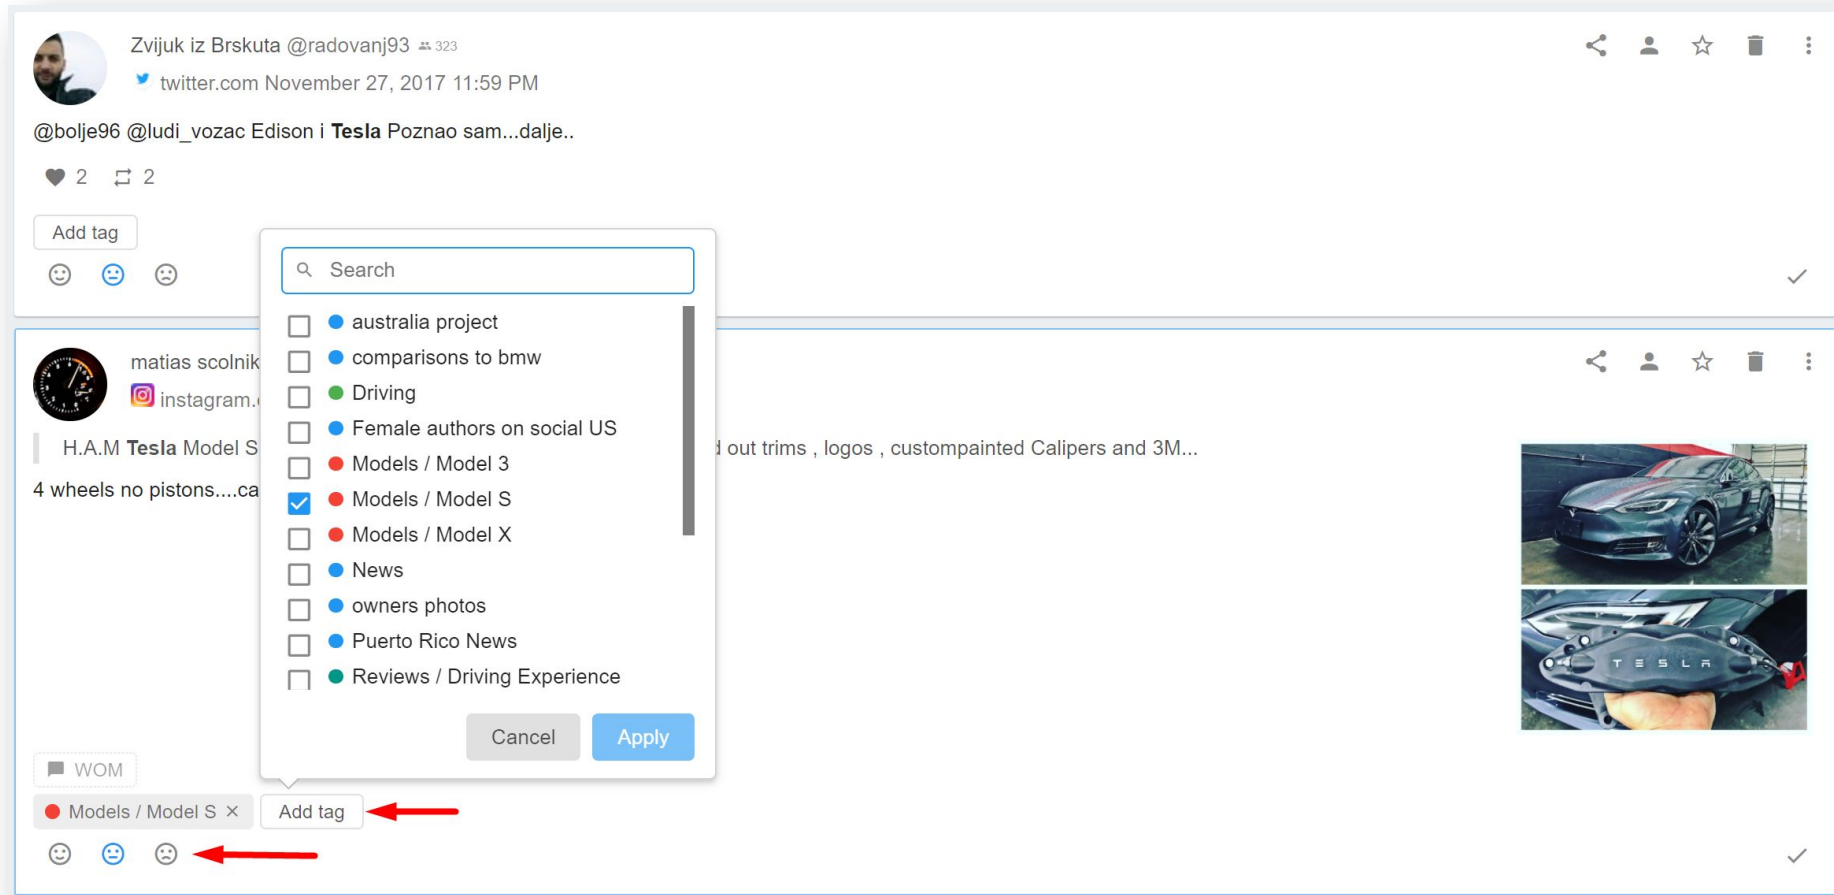 Zvijuk iz Brskuta @radovanj93 323
twitter.com November 27, 2017 11:59 PM
@bolje96 @ludi_vozac Edison i Tesla Poznao sam...dalje..
2 2
Add tag
Search
australia project
comparisons to bmw
Driving
Female authors on social US
Models / Model 3
Models / Model S
Models / Model X
News
owners photos
Puerto Rico News
Reviews / Driving Experience
Cancel Apply
matias scolnik
instagram.
H.A.M Tesla Model S out trims , logos , custompainted Calipers and 3M...
4 wheels no pistons....ca
TESLA
WOM
Models / Model S × Add tag